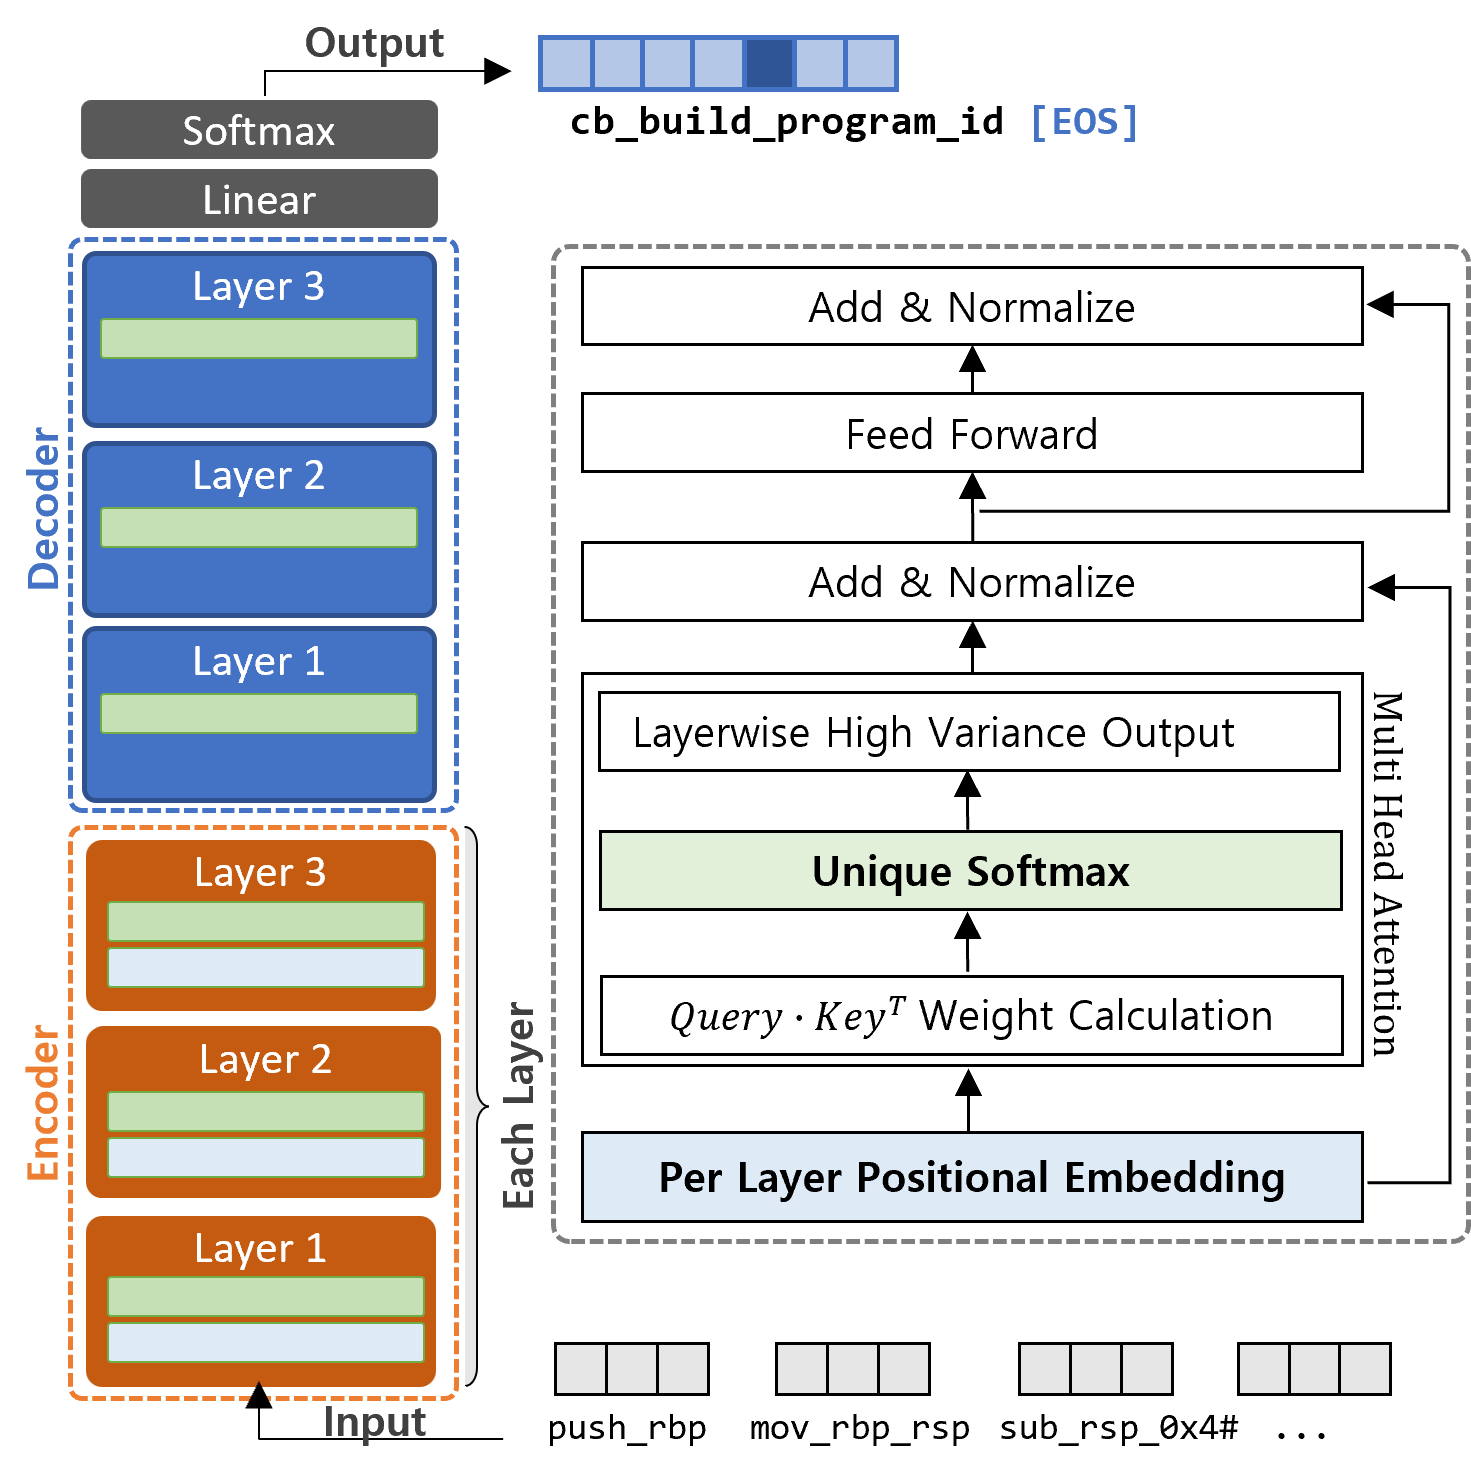 Output
cb_build_program_id [EOS]
Softmax
Linear
Decoder
Layer 3
Layer 2
Layer 1
Encoder
Layer 3
Layer 2
Layer 1
Each Layer
Add & Normalize
Feed Forward
Add & Normalize
Multi Head Attention
Layerwise High Variance Output
Unique Softmax
Query · Key^T Weight Calculation
Per Layer Positional Embedding
Input
push_rbp mov_rbp_rsp sub_rsp_0x4# ...